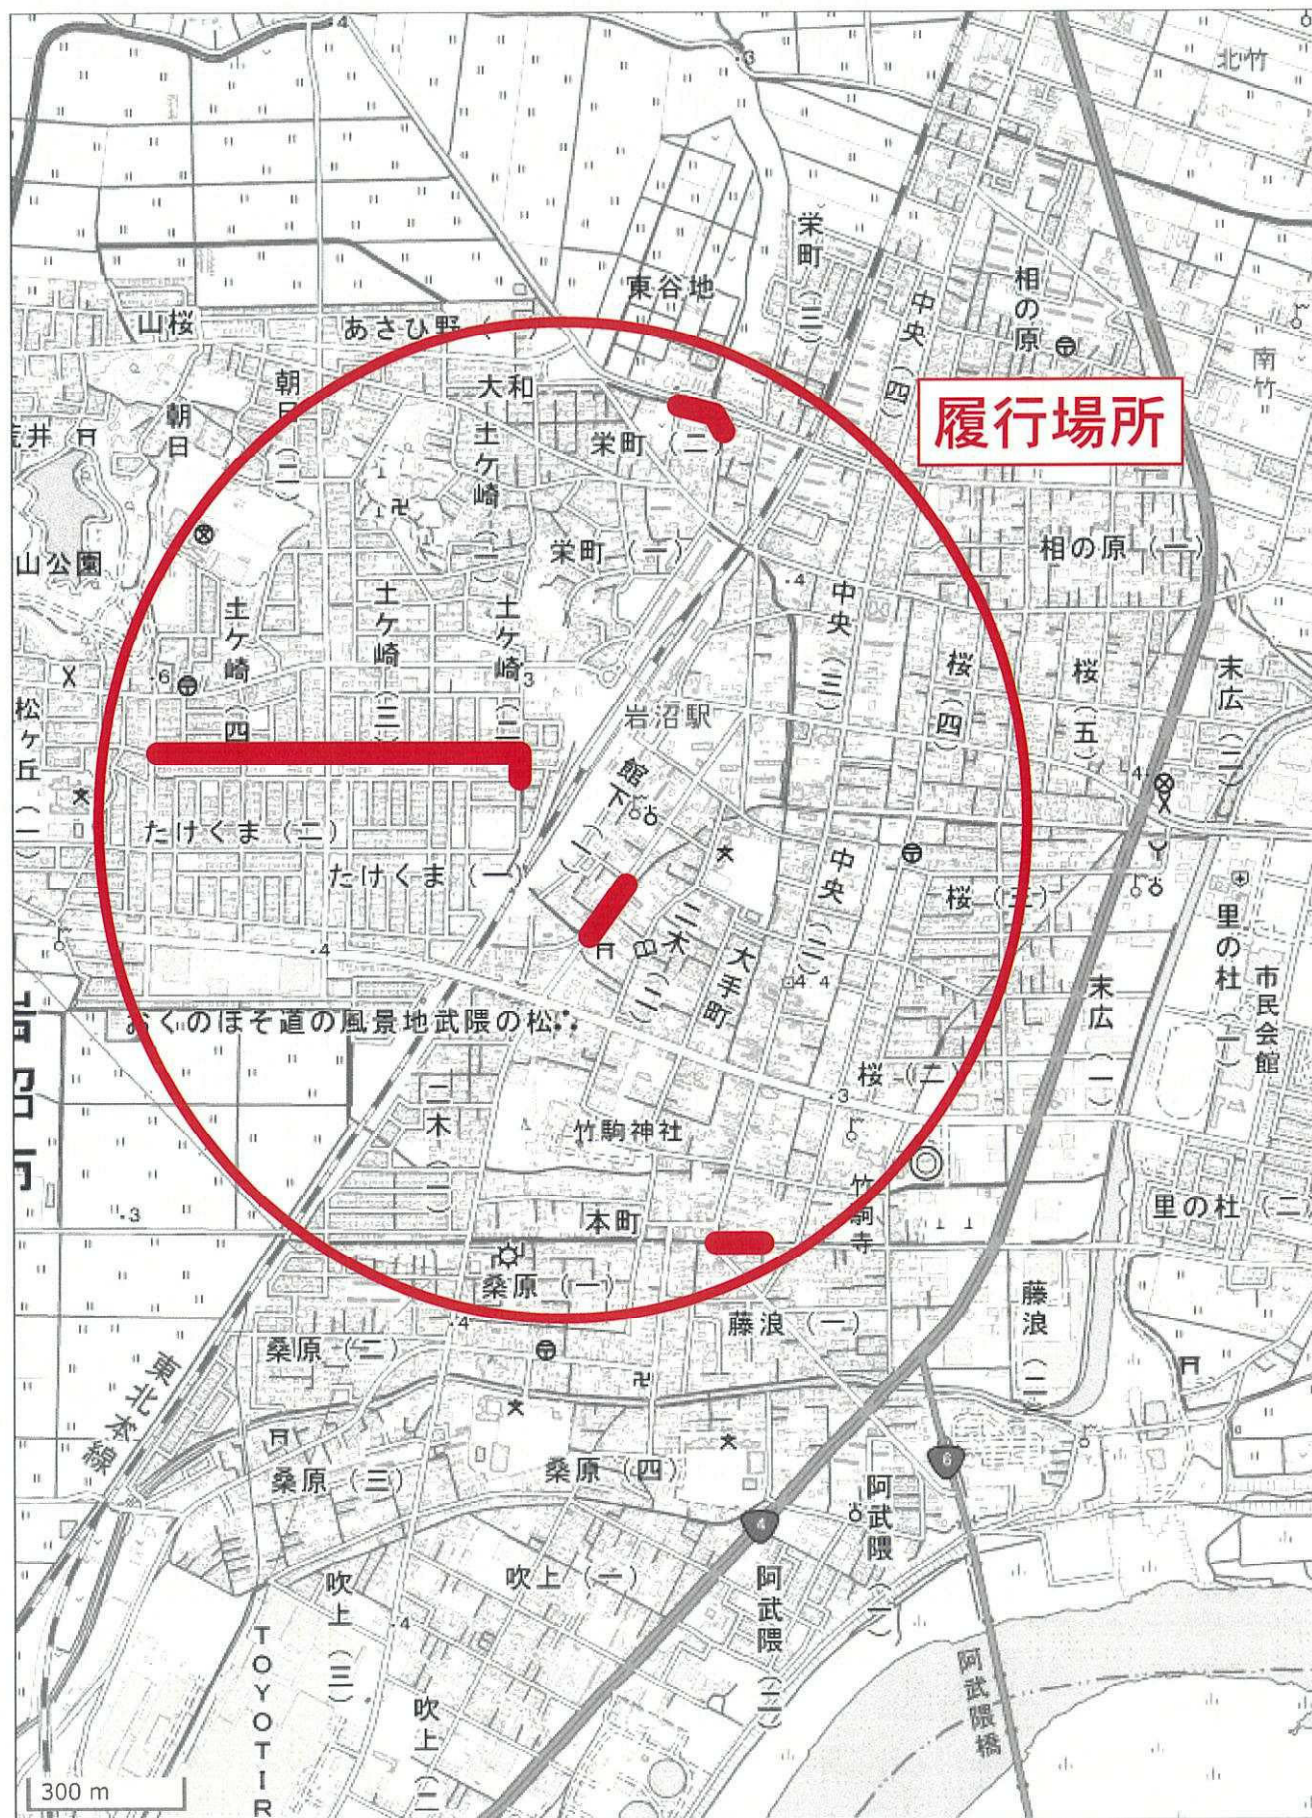 北竹
栄町(三)
東谷地
中央(四)
相の原
南竹
山桜
あさひ野
朝日(二)
朝日
大和
土ケ崎(一)
栄町(二)
履行場所
荒井
山公園
栄町(一)
相の原(一)
土ケ崎(四)
土ケ崎(三)
土ケ崎(二)
中央(三)
桜(四)
桜(五)
末広(二)
松ヶ丘(一)
岩沼駅
館下(一)
たけくま(二)
たけくま(一)
中央(二)
桜(三)
里の杜(一)
市民会館
二木(二)
大手町
末広(一)
おくのほそ道の風景地武隈の松
岩沼市
二木(一)
桜(二)
竹駒神社
竹駒寺
本町
里の杜(二)
桑原(一)
藤浪(一)
藤浪(二)
桑原(二)
東北本線
桑原(三)
桑原(四)
6
4
阿武隈(一)
吹上(一)
阿武隈(二)
吹上(三)
吹上(二)
阿武隈橋
TOYOTIR
300 m